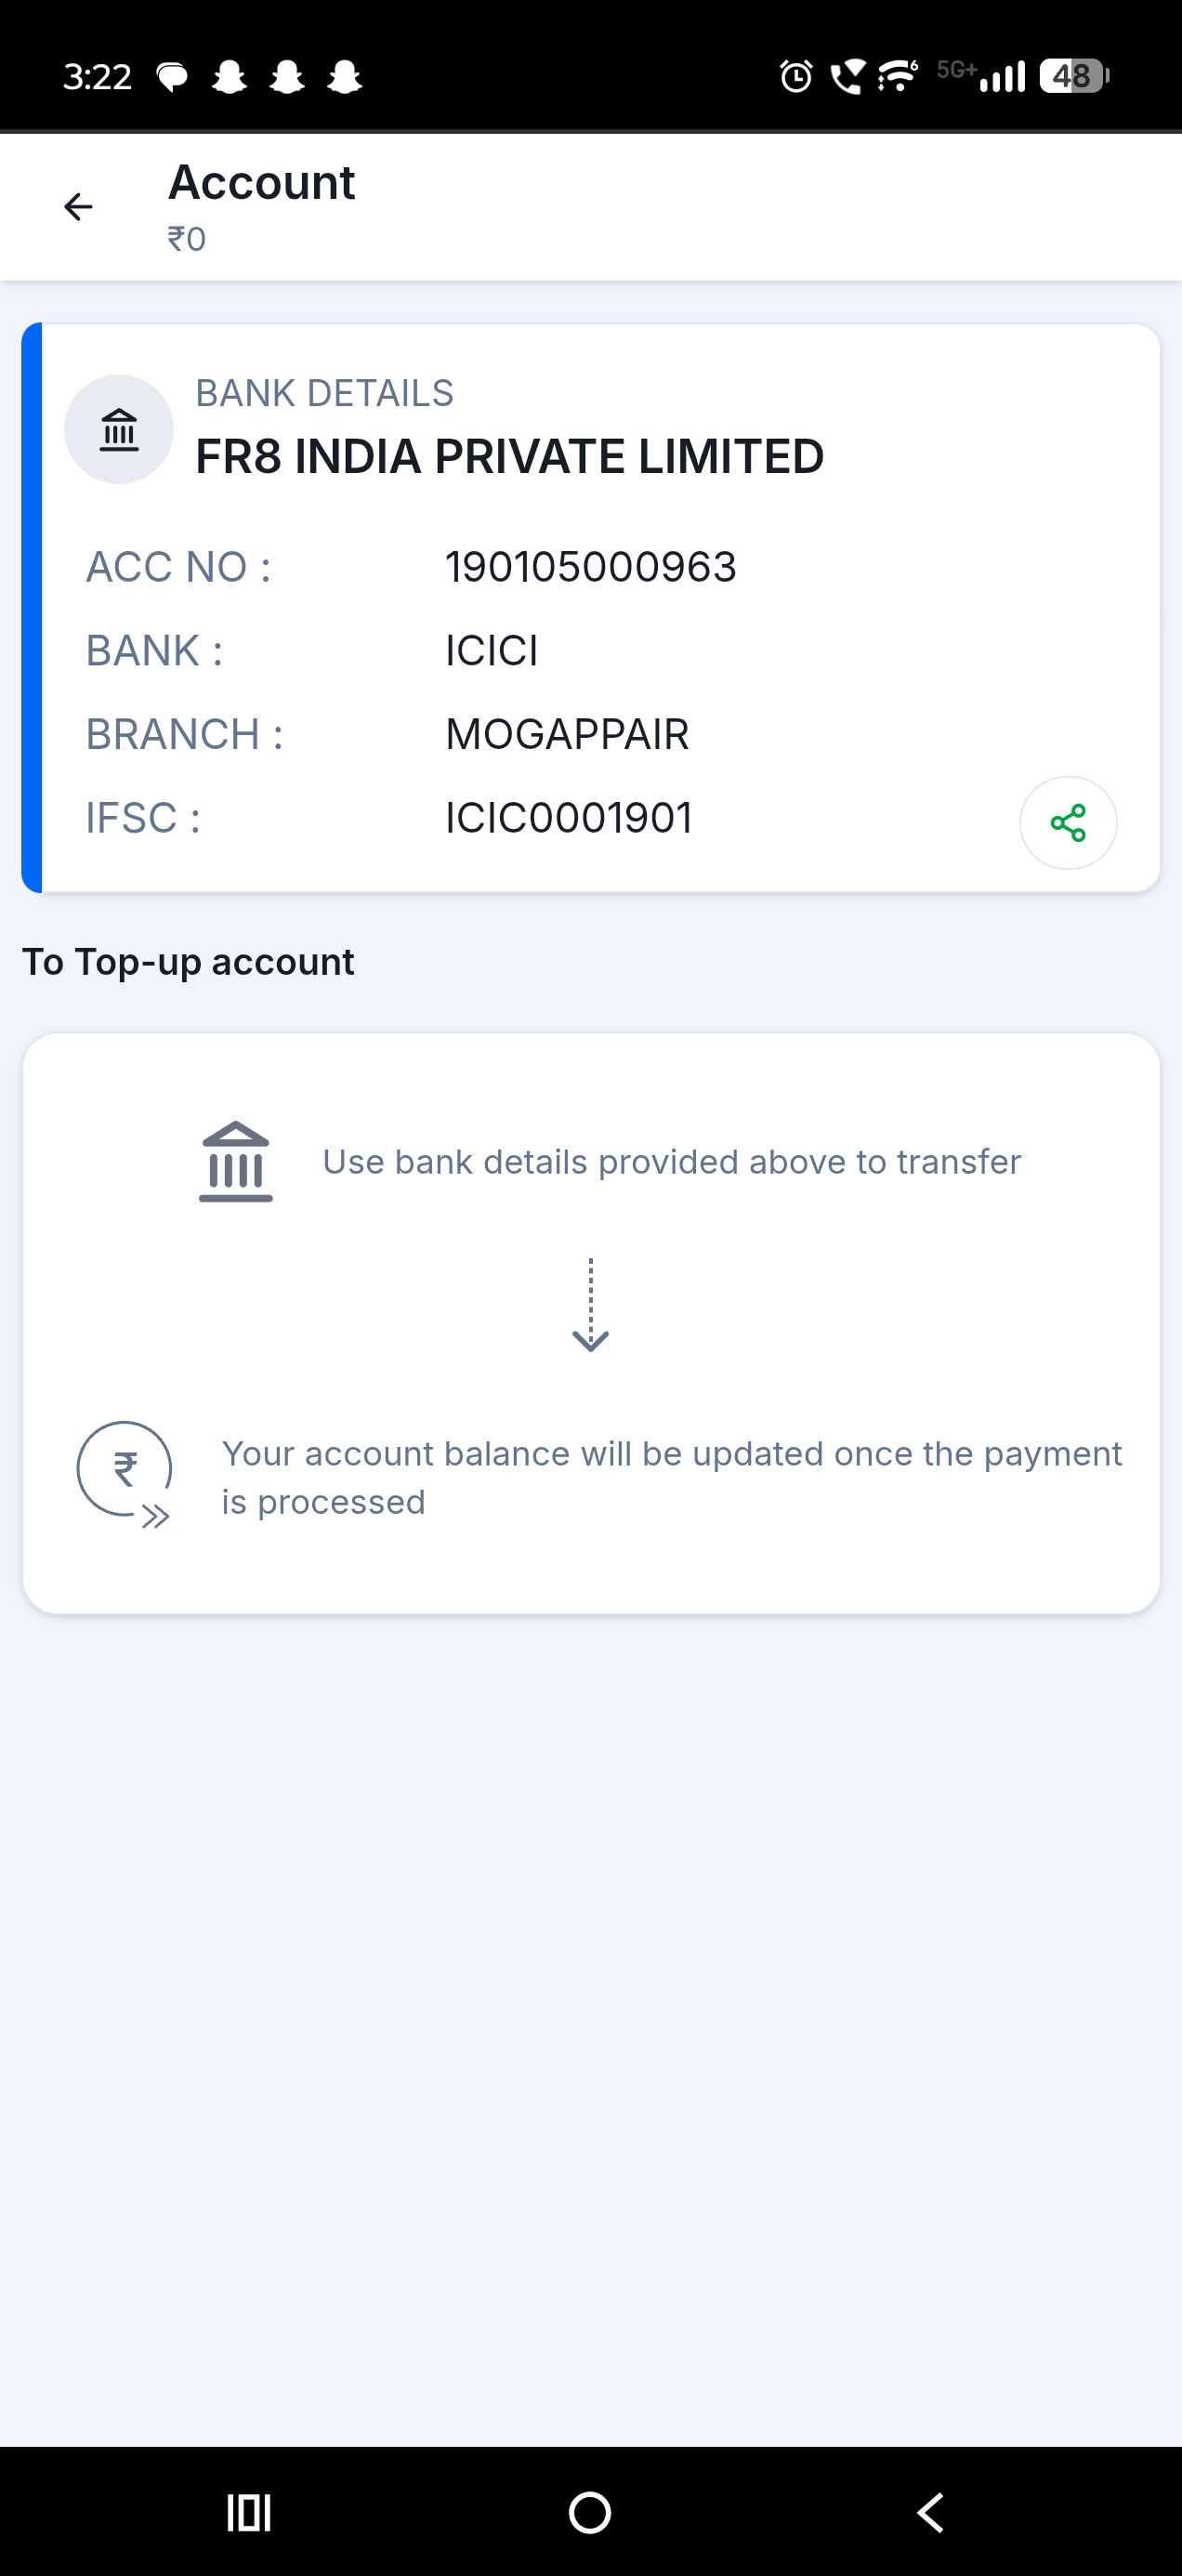 3:22
6 5G+ 48
Account
₹0
BANK DETAILS
FR8 INDIA PRIVATE LIMITED
ACC NO : 190105000963
BANK : ICICI
BRANCH : MOGAPPAIR
IFSC : ICIC0001901
To Top-up account
Use bank details provided above to transfer
₹
Your account balance will be updated once the payment
is processed